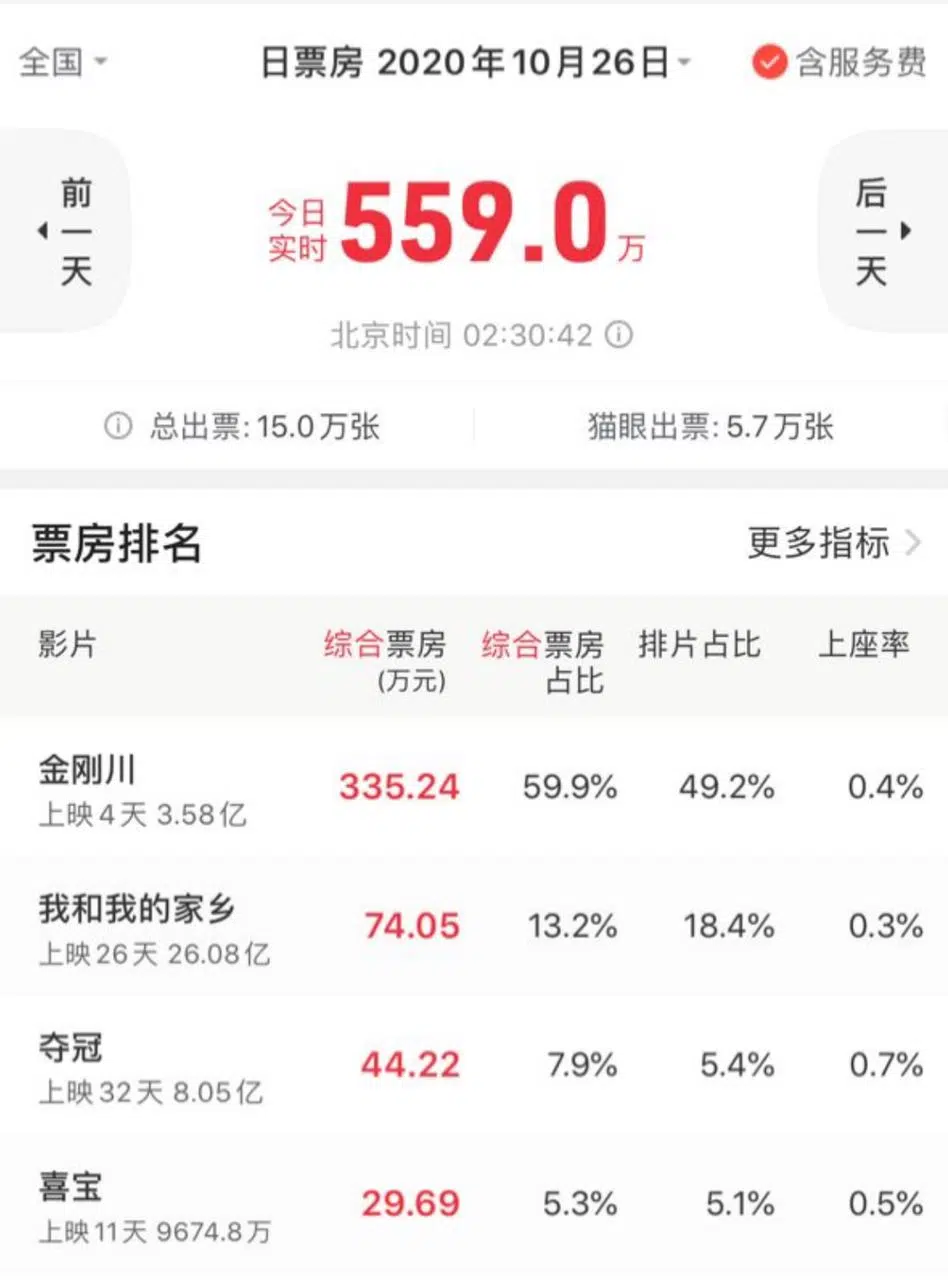 全国 日票房 2020年10月26日 含服务费
前一天
今日实时 559.0万
后一天
北京时间 02:30:42
总出票: 15.0万张 猫眼出票: 5.7万张
票房排名 更多指标
影片 综合票房(万元) 综合票房占比 排片占比 上座率
金刚川 335.24 59.9% 49.2% 0.4%
上映4天 3.58亿
我和我的家乡 74.05 13.2% 18.4% 0.3%
上映26天 26.08亿
夺冠 44.22 7.9% 5.4% 0.7%
上映32天 8.05亿
喜宝 29.69 5.3% 5.1% 0.5%
上映11天 9674.8万